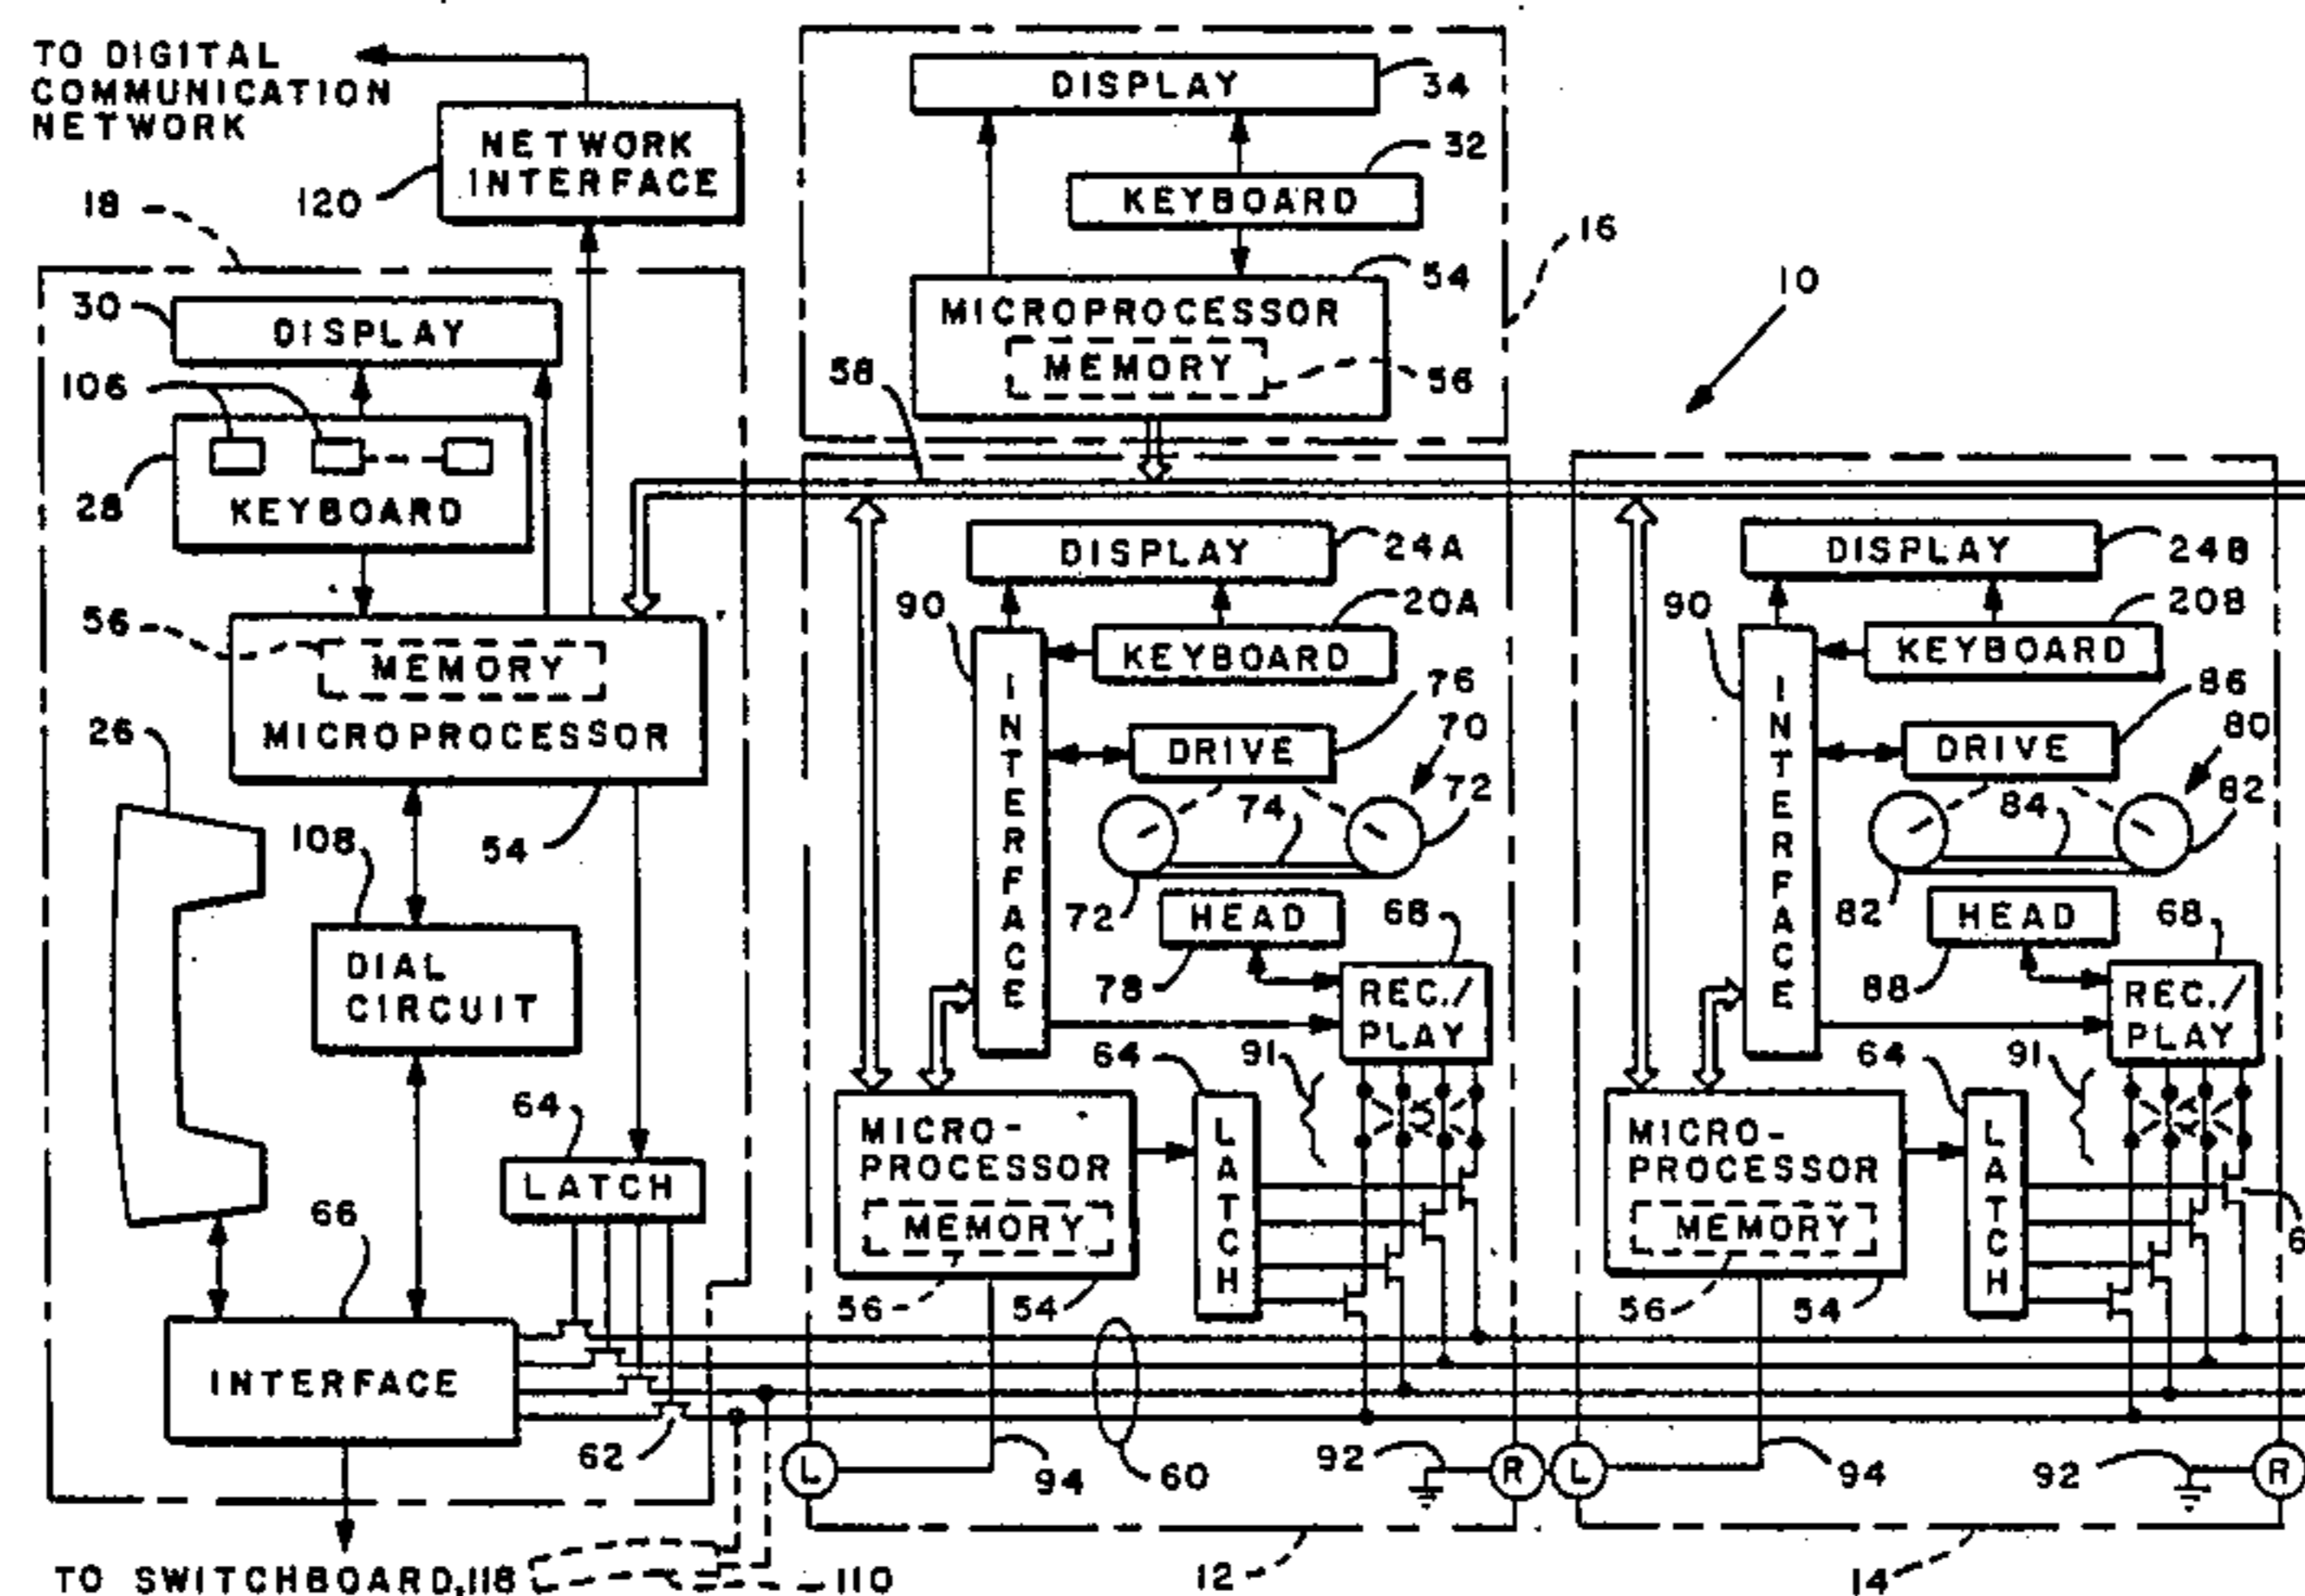 TO DIGITAL
COMMUNICATION
NETWORK
NETWORK
INTERFACE
120
18
DISPLAY
34
32
KEYBOARD
16
54
MICROPROCESSOR
MEMORY
56
58
10
30
DISPLAY
106
28
KEYBOARD
56
MEMORY
MICROPROCESSOR
26
108
54
DIAL
CIRCUIT
64
LATCH
66
INTERFACE
62
TO SWITCHBOARD,118
110
DISPLAY
24A
90
20A
KEYBOARD
INTERFACE
76
DRIVE
70
74
72
72
HEAD
68
78
REC./
PLAY
64
91
MICRO-
PROCESSOR
MEMORY
LATCH
56
54
L
94
60
92
R
12
DISPLAY
24B
90
20B
KEYBOARD
INTERFACE
86
DRIVE
80
84
82
82
HEAD
68
88
REC./
PLAY
64
91
MICRO-
PROCESSOR
MEMORY
LATCH
6
56
54
L
94
92
R
14